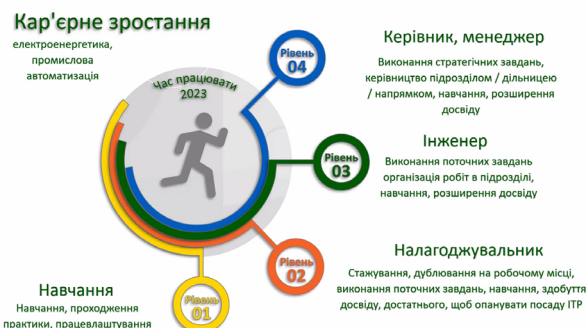 Кар'єрне зростання
електроенергетика,
промислова
автоматизація
Час працювати
2023
Рівень
04
Керівник, менеджер
Виконання стратегічних завдань,
керівництво підрозділом / дільницею
/ напрямком, навчання, розширення
досвіду
Рівень
03
Інженер
Виконання поточних завдань
організація робіт в підрозділі,
навчання, розширення досвіду
Рівень
02
Налагоджувальник
Стажування, дублювання на робочому місці,
виконання поточних завдань, навчання, здобуття
досвіду, достатнього, щоб опанувати посаду ІТР
Рівень
01
Навчання
Навчання, проходження
практики, працевлаштування